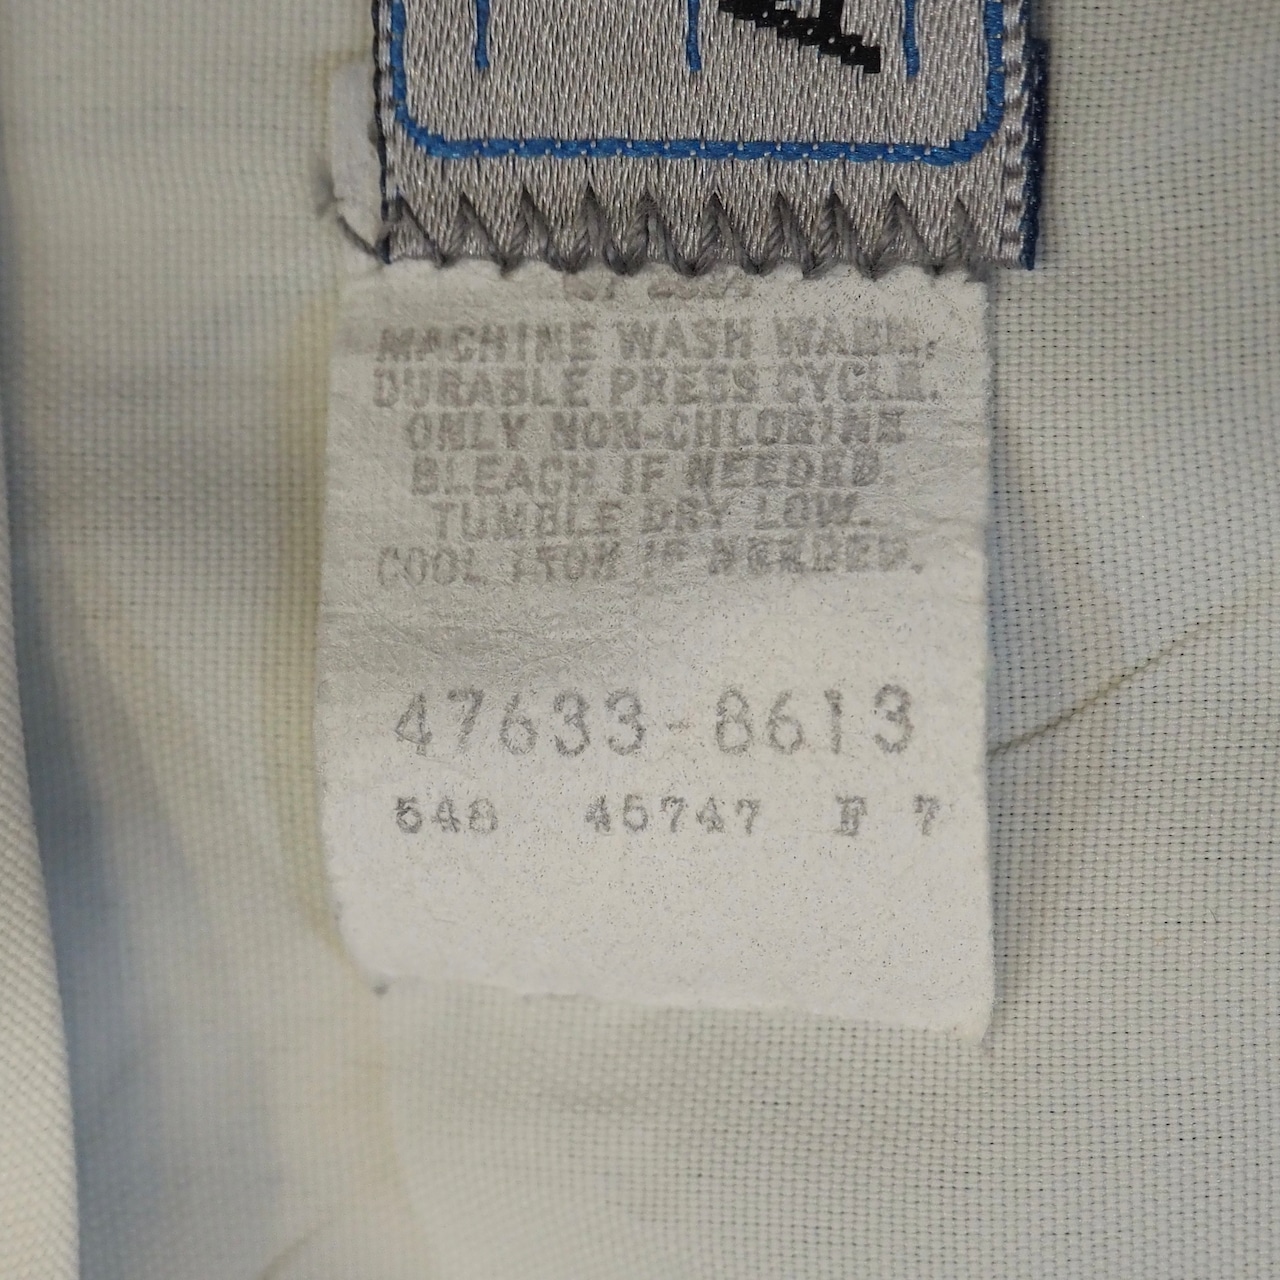 MACHINE WASH WARM.
DURABLE PRESS CYCLE.
ONLY NON-CHLORINE
BLEACH IF NEEDED.
TUMBLE DRY LOW.
COOL IRON IF NEEDED.
47633-8613
548 45747 F 7